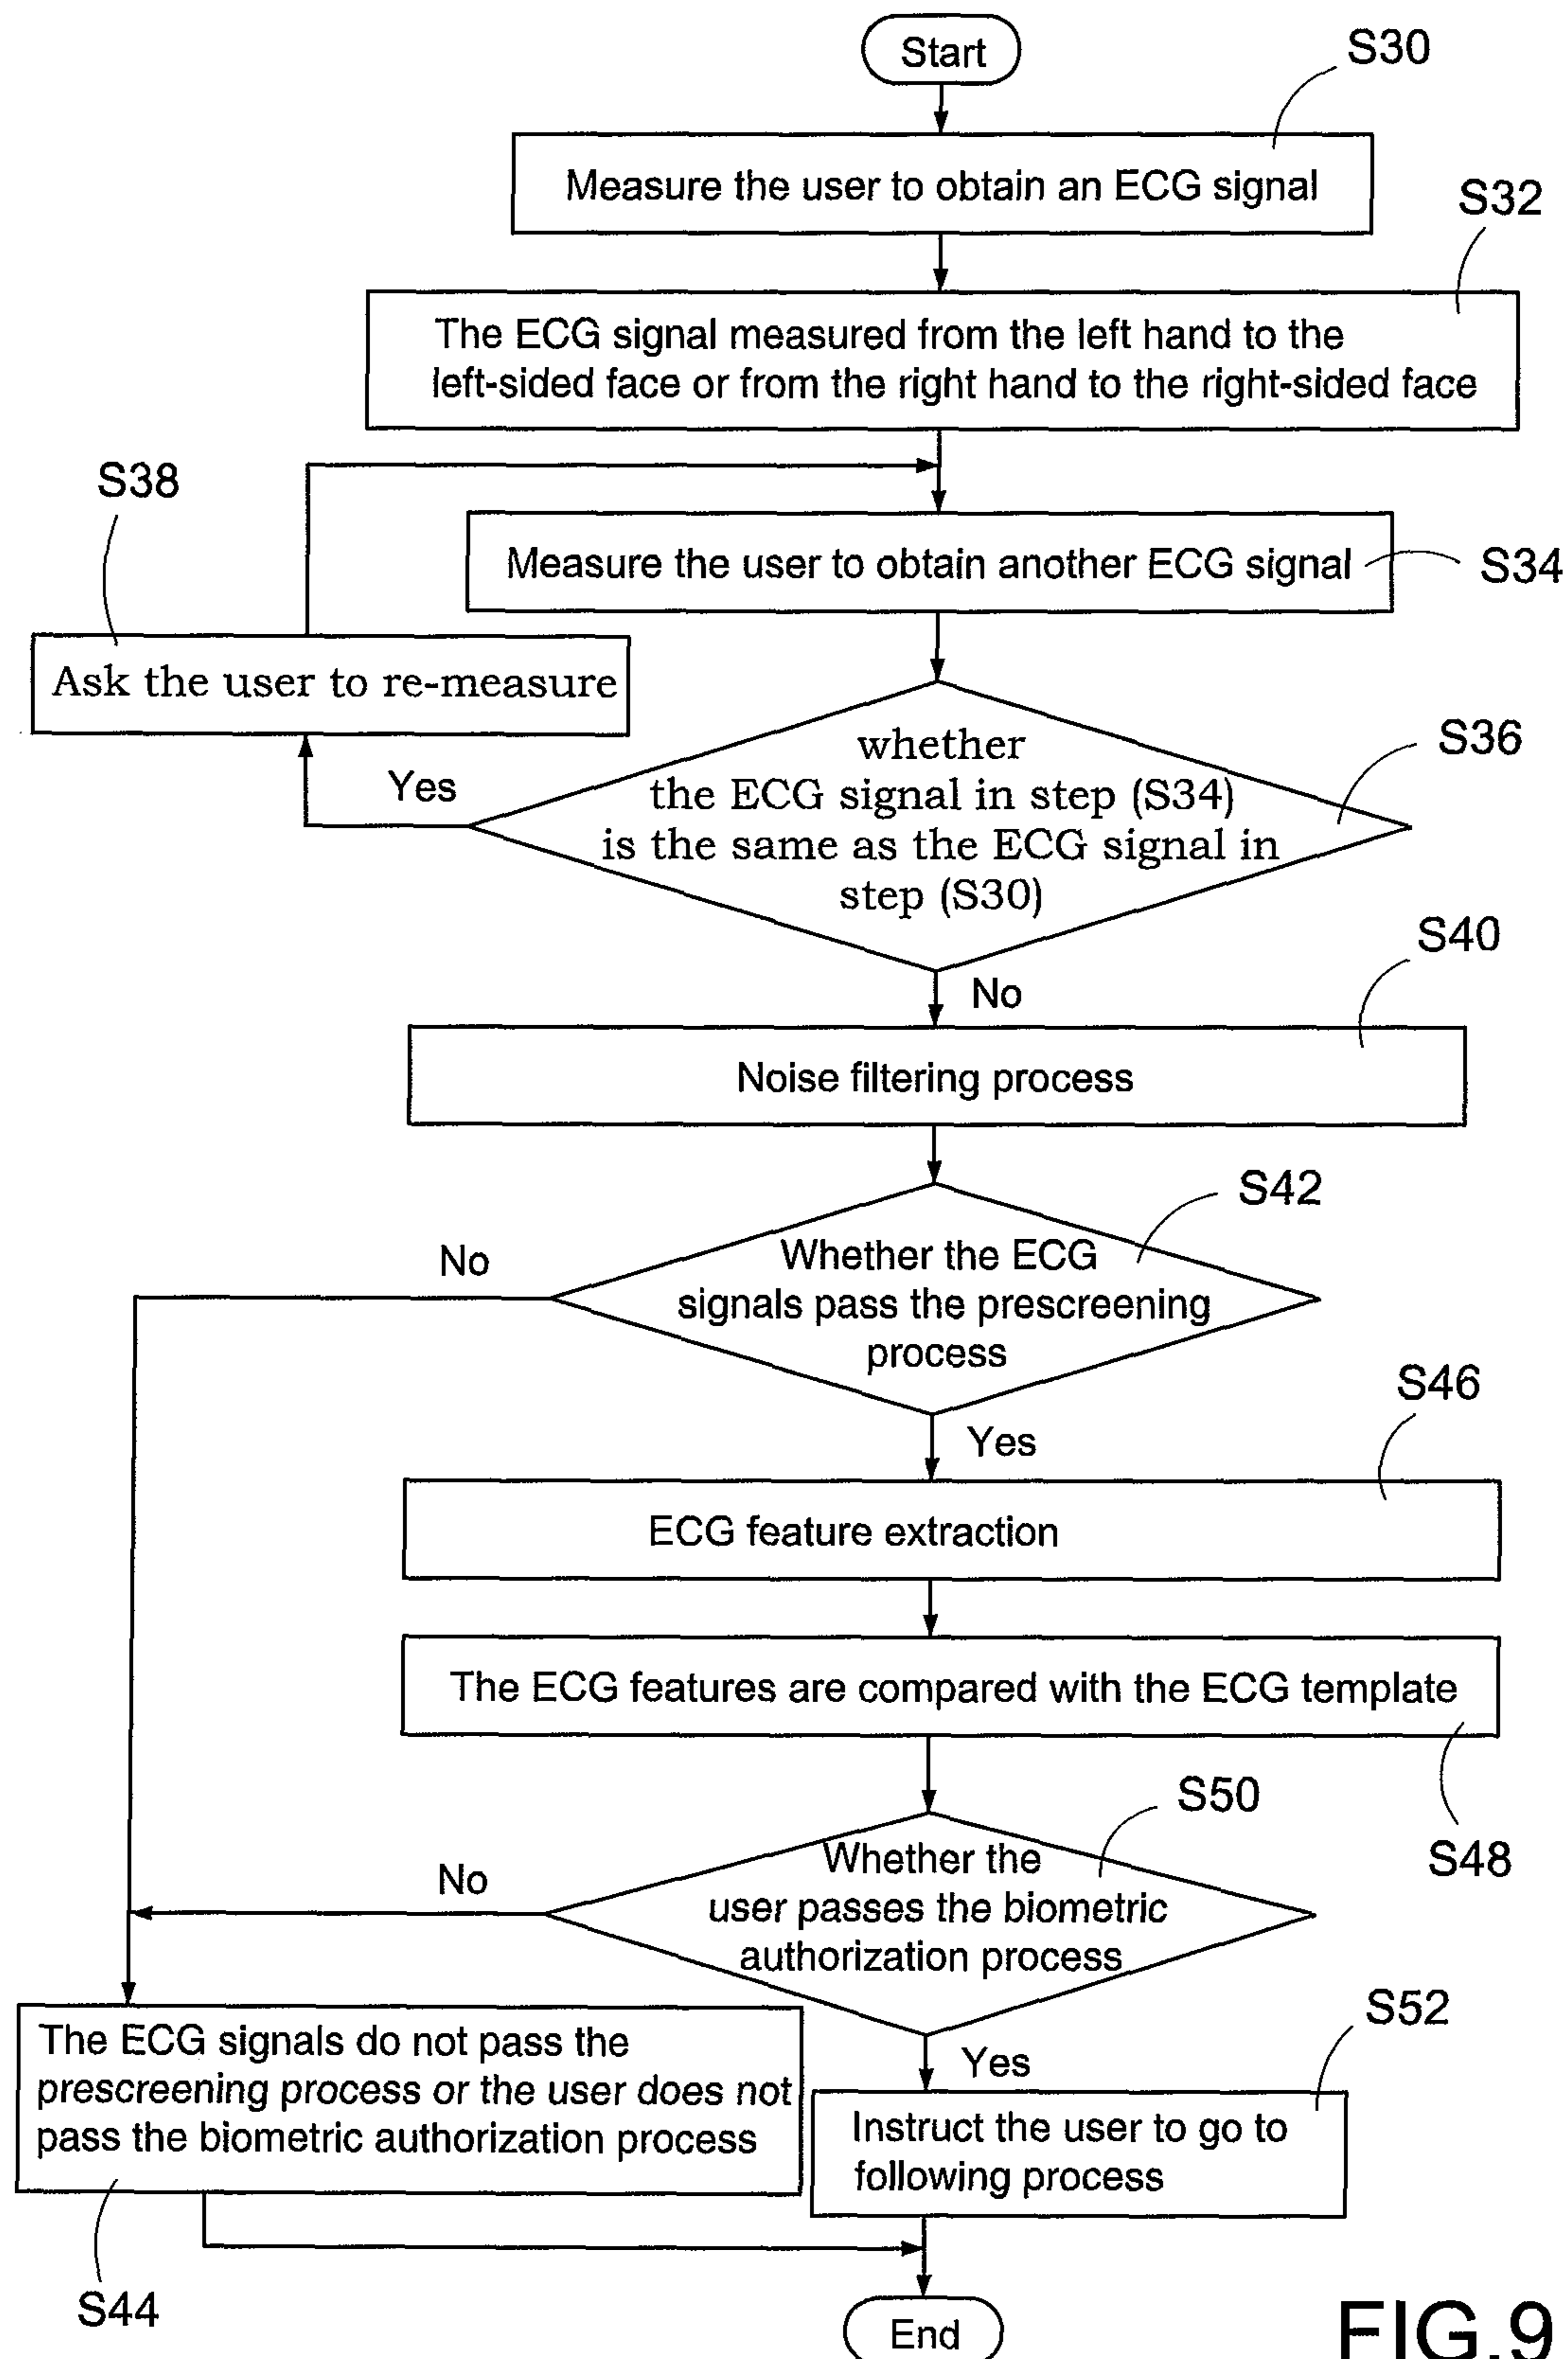 Start
S30
Measure the user to obtain an ECG signal
S32
The ECG signal measured from the left hand to the
left-sided face or from the right hand to the right-sided face
S38
Measure the user to obtain another ECG signal
S34
Ask the user to re-measure
whether
the ECG signal in step (S34)
is the same as the ECG signal in
step (S30)
S36
Yes
No
S40
Noise filtering process
S42
Whether the ECG
signals pass the prescreening
process
No
Yes
S46
ECG feature extraction
The ECG features are compared with the ECG template
S48
S50
Whether the
user passes the biometric
authorization process
No
Yes
The ECG signals do not pass the
prescreening process or the user does not
pass the biometric authorization process
S52
Instruct the user to go to
following process
S44
End
FIG.9